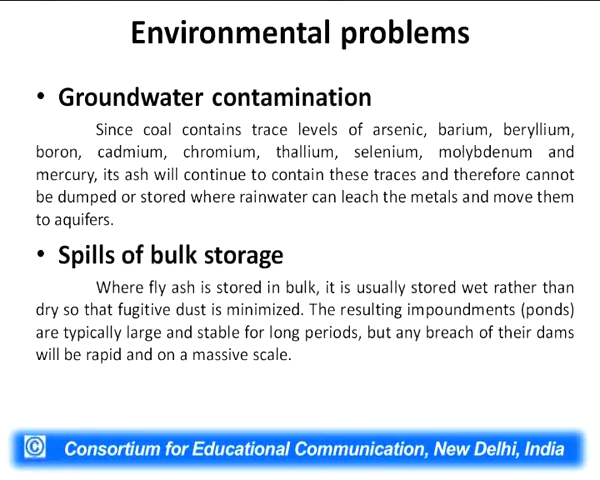 Environmental problems
• Groundwater contamination
Since coal contains trace levels of arsenic, barium, beryllium,
boron, cadmium, chromium, thallium, selenium, molybdenum and
mercury, its ash will continue to contain these traces and therefore cannot
be dumped or stored where rainwater can leach the metals and move them
to aquifers.
• Spills of bulk storage
Where fly ash is stored in bulk, it is usually stored wet rather than
dry so that fugitive dust is minimized. The resulting impoundments (ponds)
are typically large and stable for long periods, but any breach of their dams
will be rapid and on a massive scale.
© Consortium for Educational Communication, New Delhi, India